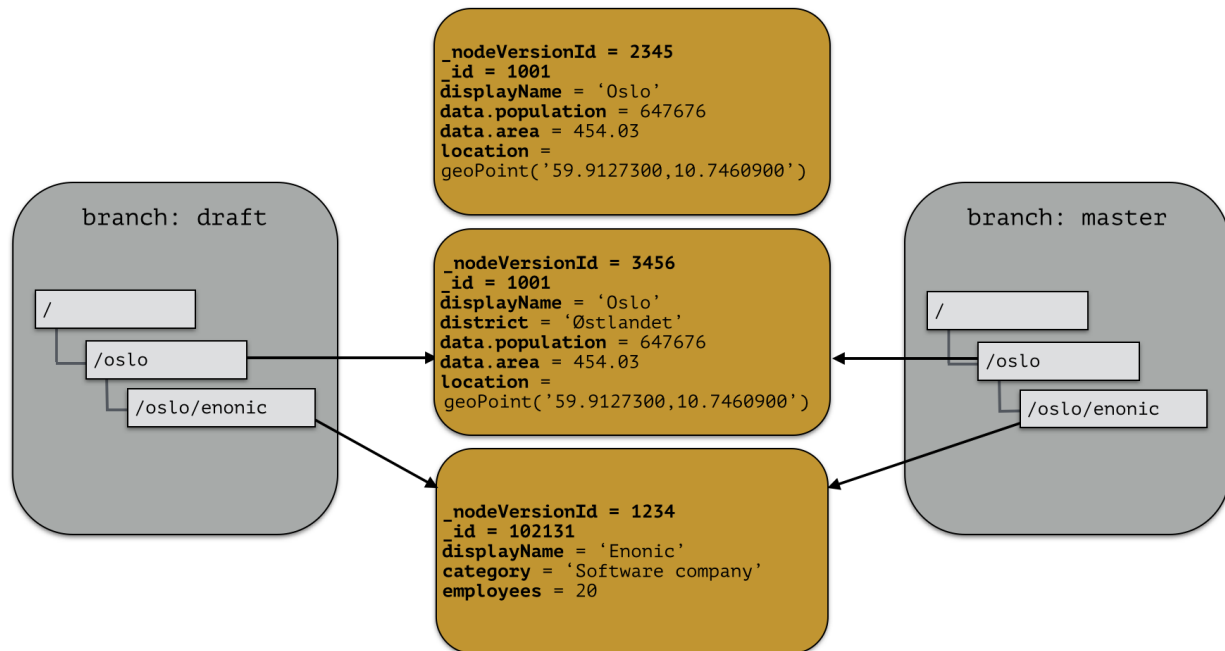 _nodeVersionId = 2345
_id = 1001
displayName = ‘Oslo’
data.population = 647676
data.area = 454.03
location =
geoPoint(’59.9127300,10.7460900’)
branch: draft
/
/oslo
/oslo/enonic
_nodeVersionId = 3456
_id = 1001
displayName = ‘Oslo’
district = ‘Østlandet’
data.population = 647676
data.area = 454.03
location =
geoPoint(’59.9127300,10.7460900’)
branch: master
/
/oslo
/oslo/enonic
_nodeVersionId = 1234
_id = 102131
displayName = ‘Enonic’
category = ‘Software company’
employees = 20